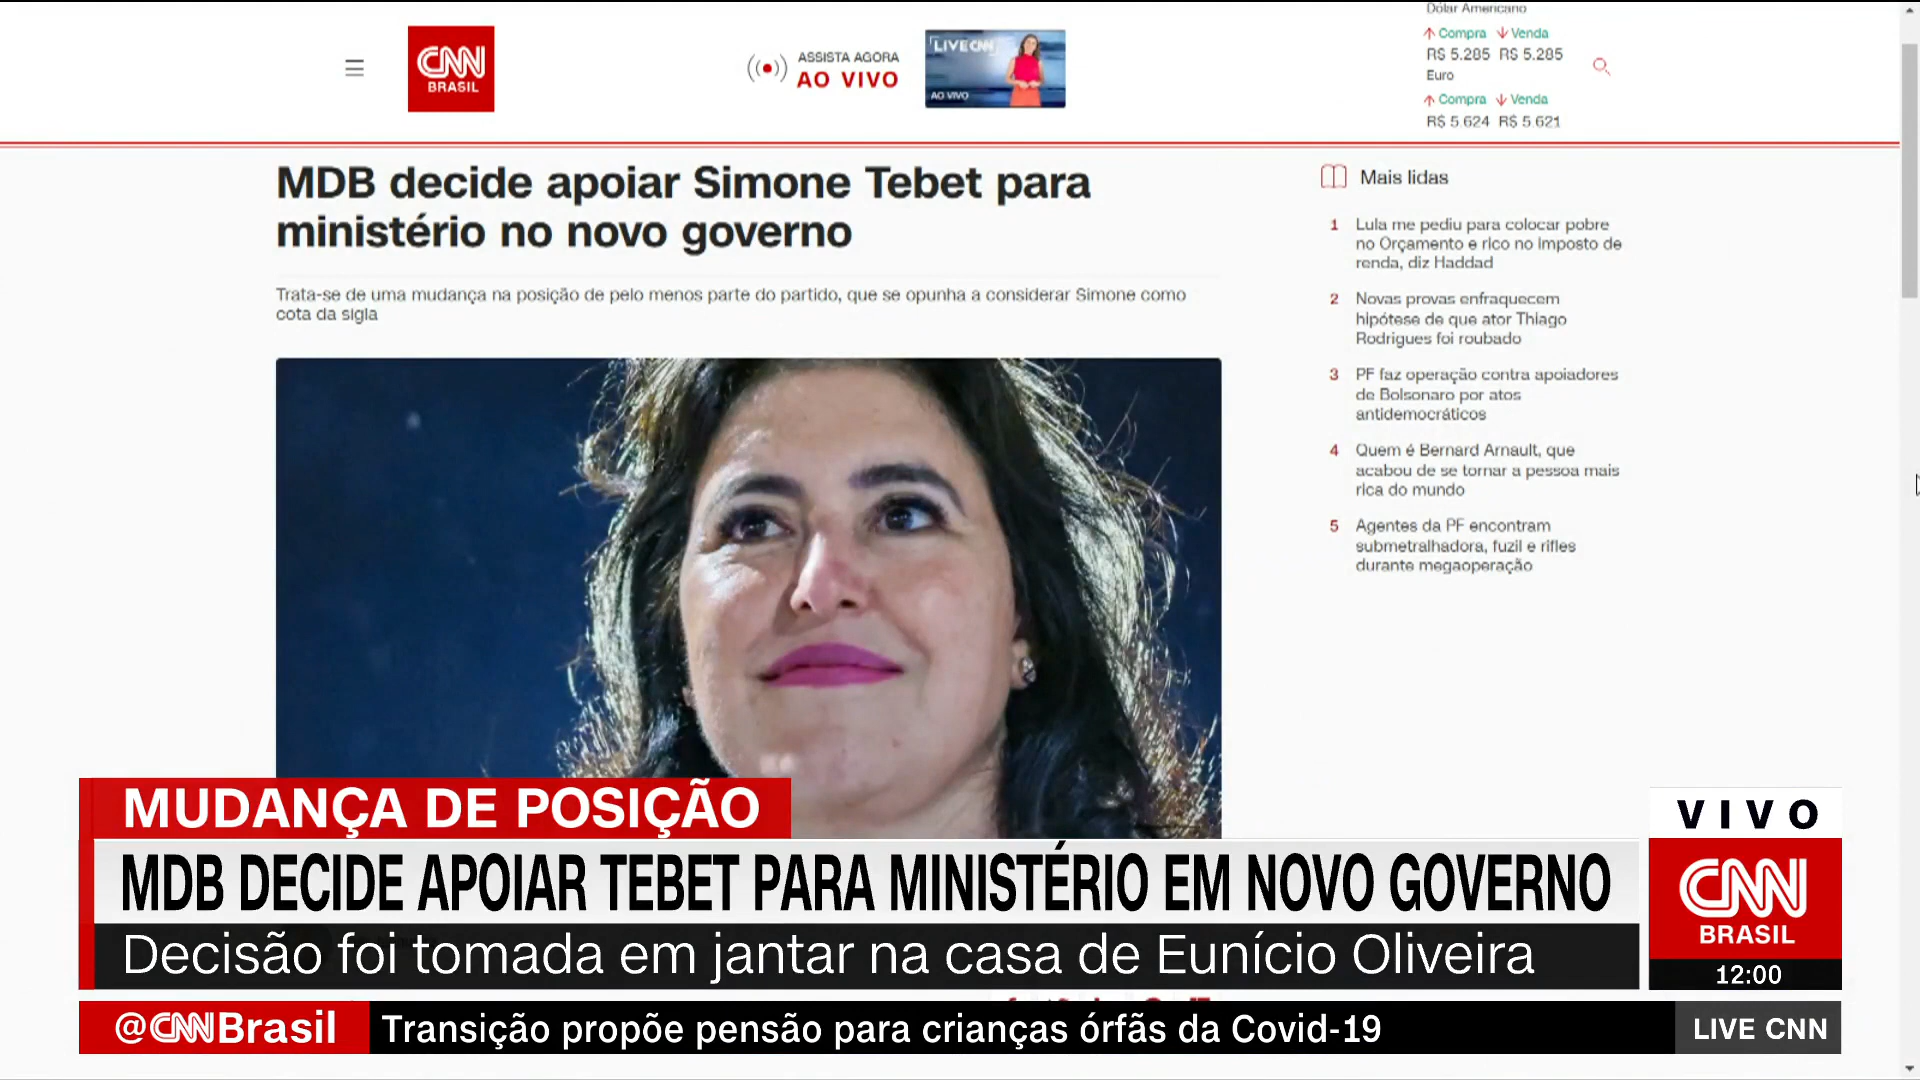 Dólar Americano
Compra Venda
R$ 5.285 R$ 5.285
Euro
Compra Venda
R$ 5.624 R$ 5.621
CNN
BRASIL
ASSISTA AGORA
AO VIVO
LIVE CNN
AO VIVO
MDB decide apoiar Simone Tebet para
ministério no novo governo
Trata-se de uma mudança na posição de pelo menos parte do partido, que se opunha a considerar Simone como
cota da sigla
Mais lidas
1 Lula me pediu para colocar pobre
no Orçamento e rico no imposto de
renda, diz Haddad
2 Novas provas enfraquecem
hipótese de que ator Thiago
Rodrigues foi roubado
3 PF faz operação contra apoiadores
de Bolsonaro por atos
antidemocráticos
4 Quem é Bernard Arnault, que
acabou de se tornar a pessoa mais
rica do mundo
5 Agentes da PF encontram
submetralhadora, fuzil e rifles
durante megaoperação
MUDANÇA DE POSIÇÃO
MDB DECIDE APOIAR TEBET PARA MINISTÉRIO EM NOVO GOVERNO
Decisão foi tomada em jantar na casa de Eunício Oliveira
VIVO
CNN
BRASIL
12:00
@CNNBrasil Transição propõe pensão para crianças órfãs da Covid-19
LIVE CNN